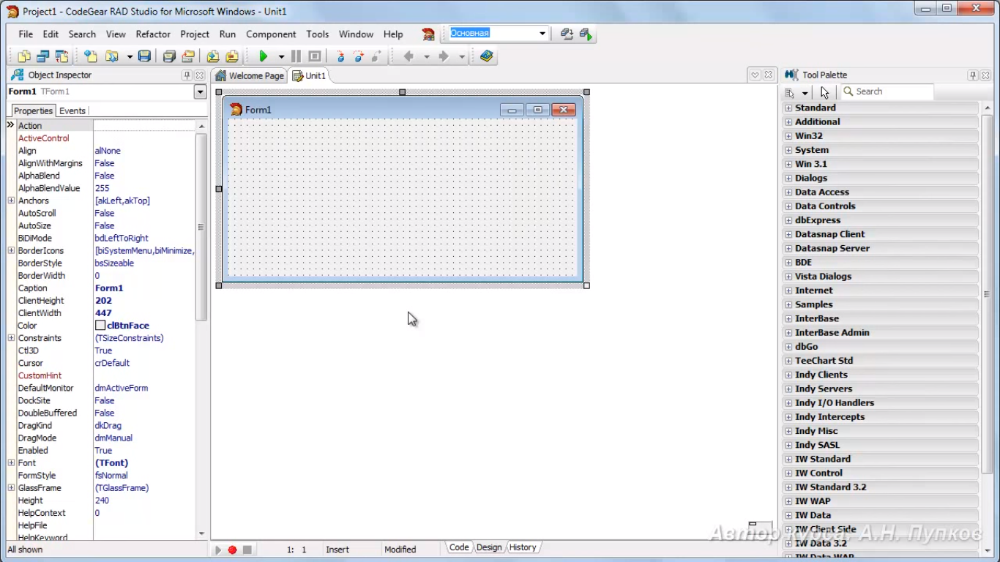 Project1 - CodeGear RAD Studio for Microsoft Windows - Unit1
File Edit Search View Refactor Project Run Component Tools Window Help
Основная
Object Inspector
Form1 TForm1
Properties Events
Action
ActiveControl
Align alNone
AlignWithMargins False
AlphaBlend False
AlphaBlendValue 255
Anchors [akLeft,akTop]
AutoScroll False
AutoSize False
BiDiMode bdLeftToRight
BorderIcons [biSystemMenu,biMinimize,
BorderStyle bsSizeable
BorderWidth 0
Caption Form1
ClientHeight 202
ClientWidth 447
Color clBtnFace
Constraints (TSizeConstraints)
Ctl3D True
Cursor crDefault
CustomHint
DefaultMonitor dmActiveForm
DockSite False
DoubleBuffered False
DragKind dkDrag
DragMode dmManual
Enabled True
Font (TFont)
FormStyle fsNormal
GlassFrame (TGlassFrame)
Height 240
HelpContext 0
HelpFile
HelpKeyword
All shown
Welcome Page Unit1
Form1
1: 1 Insert Modified Code Design History
Tool Palette
Search
Standard
Additional
Win32
System
Win 3.1
Dialogs
Data Access
Data Controls
dbExpress
Datasnap Client
Datasnap Server
BDE
Vista Dialogs
Internet
Samples
InterBase
InterBase Admin
dbGo
TeeChart Std
Indy Clients
Indy Servers
Indy I/O Handlers
Indy Intercepts
Indy Misc
Indy SASL
IW Standard
IW Control
IW Standard 3.2
IW WAP
IW Data
IW Client Side
IW Data 3.2
IW Data WAP
Автор курса: А.Н. Пупков